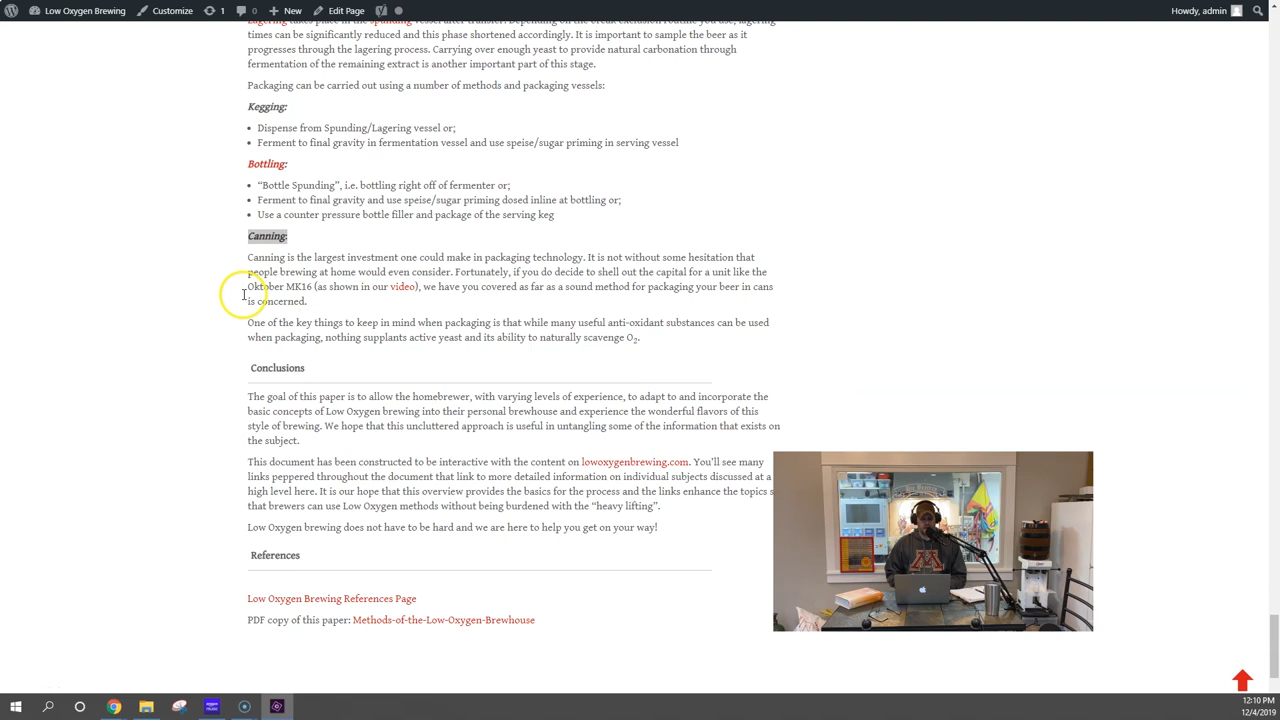 Low Oxygen Brewing Customize 1 0 New Edit Page Howdy, admin
Lagering takes place in the spunding vessel after transfer. Depending on the break exclusion routine you use, lagering
times can be significantly reduced and this phase shortened accordingly. It is important to sample the beer as it
progresses through the lagering process. Carrying over enough yeast to provide natural carbonation through
fermentation of the remaining extract is another important part of this stage.
Packaging can be carried out using a number of methods and packaging vessels:
Kegging:
• Dispense from Spunding/Lagering vessel or;
• Ferment to final gravity in fermentation vessel and use speise/sugar priming in serving vessel
Bottling:
• “Bottle Spunding”, i.e. bottling right off of fermenter or;
• Ferment to final gravity and use speise/sugar priming dosed inline at bottling or;
• Use a counter pressure bottle filler and package of the serving keg
Canning:
Canning is the largest investment one could make in packaging technology. It is not without some hesitation that
people brewing at home would even consider. Fortunately, if you do decide to shell out the capital for a unit like the
Oktober MK16 (as shown in our video), we have you covered as far as a sound method for packaging your beer in cans
is concerned.
One of the key things to keep in mind when packaging is that while many useful anti-oxidant substances can be used
when packaging, nothing supplants active yeast and its ability to naturally scavenge O₂.
Conclusions
The goal of this paper is to allow the homebrewer, with varying levels of experience, to adapt to and incorporate the
basic concepts of Low Oxygen brewing into their personal brewhouse and experience the wonderful flavors of this
style of brewing. We hope that this uncluttered approach is useful in untangling some of the information that exists on
the subject.
This document has been constructed to be interactive with the content on lowoxygenbrewing.com. You’ll see many
links peppered throughout the document that link to more detailed information on individual subjects discussed at a
high level here. It is our hope that this overview provides the basics for the process and the links enhance the topics s
that brewers can use Low Oxygen methods without being burdened with the “heavy lifting”.
Low Oxygen brewing does not have to be hard and we are here to help you get on your way!
References
Low Oxygen Brewing References Page
PDF copy of this paper: Methods-of-the-Low-Oxygen-Brewhouse
12:10 PM
12/4/2019